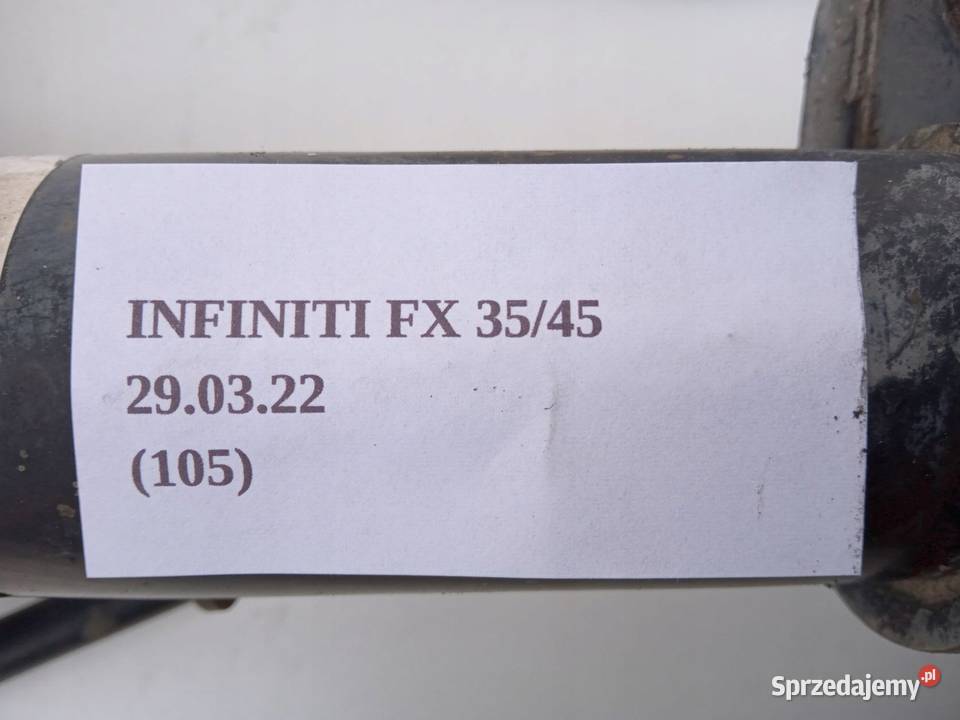 INFINITI FX 35/45
29.03.22
(105)
Sprzedajemy.pl